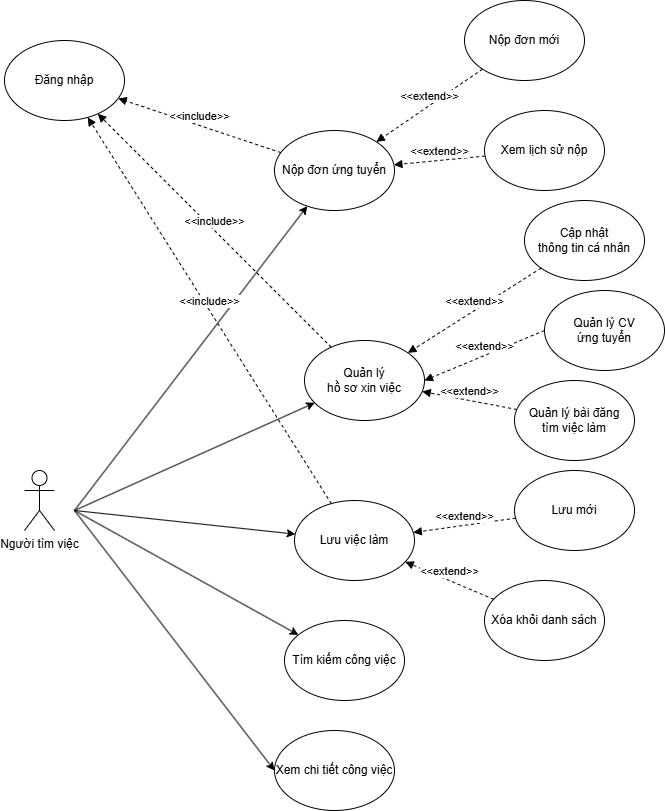 Nộp đơn mới
Đăng nhập
<<extend>>
<<include>>
<<extend>>
Xem lịch sử nộp
Nộp đơn ứng tuyển
<<include>>
Cập nhật
thông tin cá nhân
<<include>>
<<extend>>
Quản lý CV
ứng tuyển
<<extend>>
Quản lý
hồ sơ xin việc
<<extend>>
Quản lý bài đăng
tìm việc làm
Lưu mới
<<extend>>
Người tìm việc
Lưu việc làm
<<extend>>
Xóa khỏi danh sách
Tìm kiếm công việc
Xem chi tiết công việc